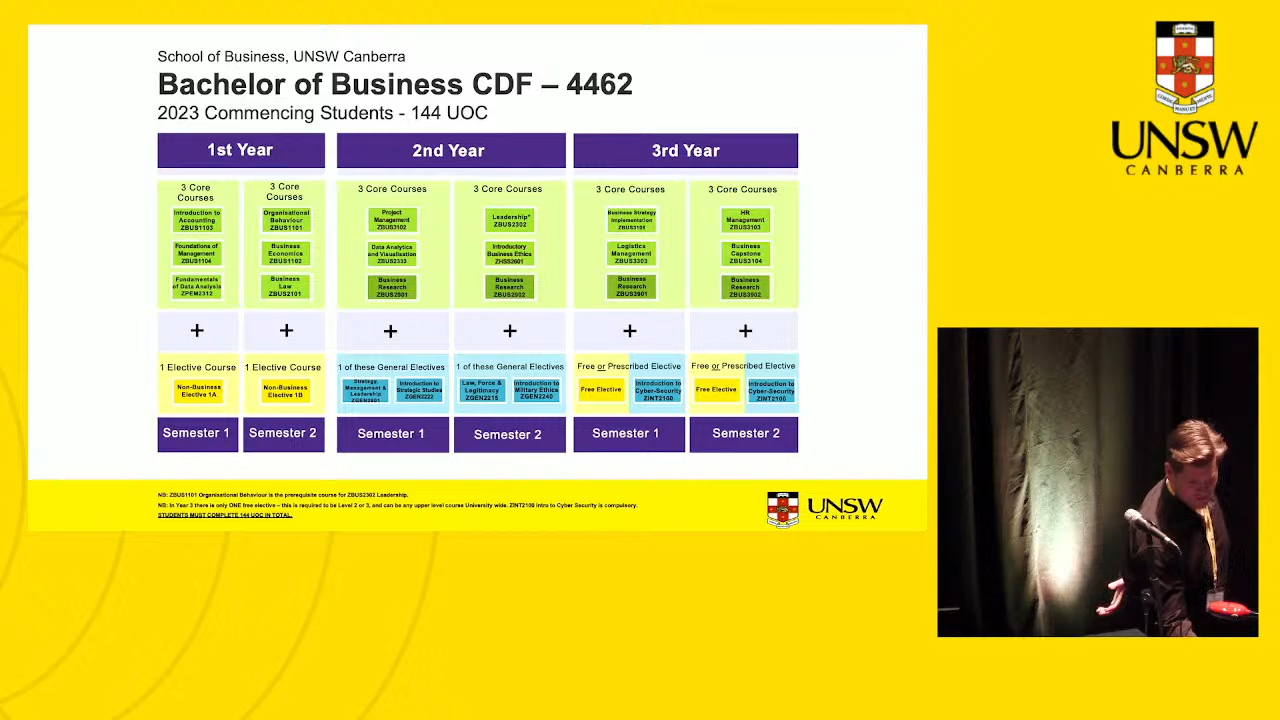 School of Business, UNSW Canberra
Bachelor of Business CDF – 4462
2023 Commencing Students - 144 UOC
1st Year
2nd Year
3rd Year
3 Core
Courses
Introduction to
Accounting
ZBUS1103
Foundations of
Management
ZBUS1104
Fundamentals
of Data Analysis
ZPEM2312
3 Core
Courses
Organisational
Behaviour
ZBUS1101
Business
Economics
ZBUS1102
Business
Law
ZBUS2101
3 Core Courses
Project
Management
ZBUS3102
Data Analytics
and Visualisation
ZBUS2333
Business
Research
ZBUS2901
3 Core Courses
Leadership*
ZBUS2302
Introductory
Business Ethics
ZHSS2601
Business
Research
ZBUS2902
3 Core Courses
Business Strategy
Implementation
Logistics
Management
ZBUS3303
Business
Research
ZBUS3901
3 Core Courses
HR
Management
ZBUS3103
Business
Capstone
ZBUS3104
Business
Research
ZBUS3902
+
+
+
+
+
+
1 Elective Course
Non-Business
Elective 1A
1 Elective Course
Non-Business
Elective 1B
1 of these General Electives
Strategy,
Management &
Leadership
ZGEN2801
Introduction to
Strategic Studies
ZGEN2222
1 of these General Electives
Law, Force &
Legitimacy
ZGEN2215
Introduction to
Military Ethics
ZGEN2240
Free or Prescribed Elective
Free Elective
Introduction to
Cyber-Security
ZINT2100
Free or Prescribed Elective
Free Elective
Introduction to
Cyber-Security
ZINT2100
Semester 1
Semester 2
Semester 1
Semester 2
Semester 1
Semester 2
NB: ZBUS1101 Organisational Behaviour is the prerequisite course for ZBUS2302 Leadership.
NB: In Year 3 there is only ONE free elective – this is required to be Level 2 or 3, and can be any upper level course University wide. ZINT2100 Intro to Cyber Security is compulsory.
STUDENTS MUST COMPLETE 144 UOC IN TOTAL.
UNSW
CANBERRA
UNSW
CANBERRA